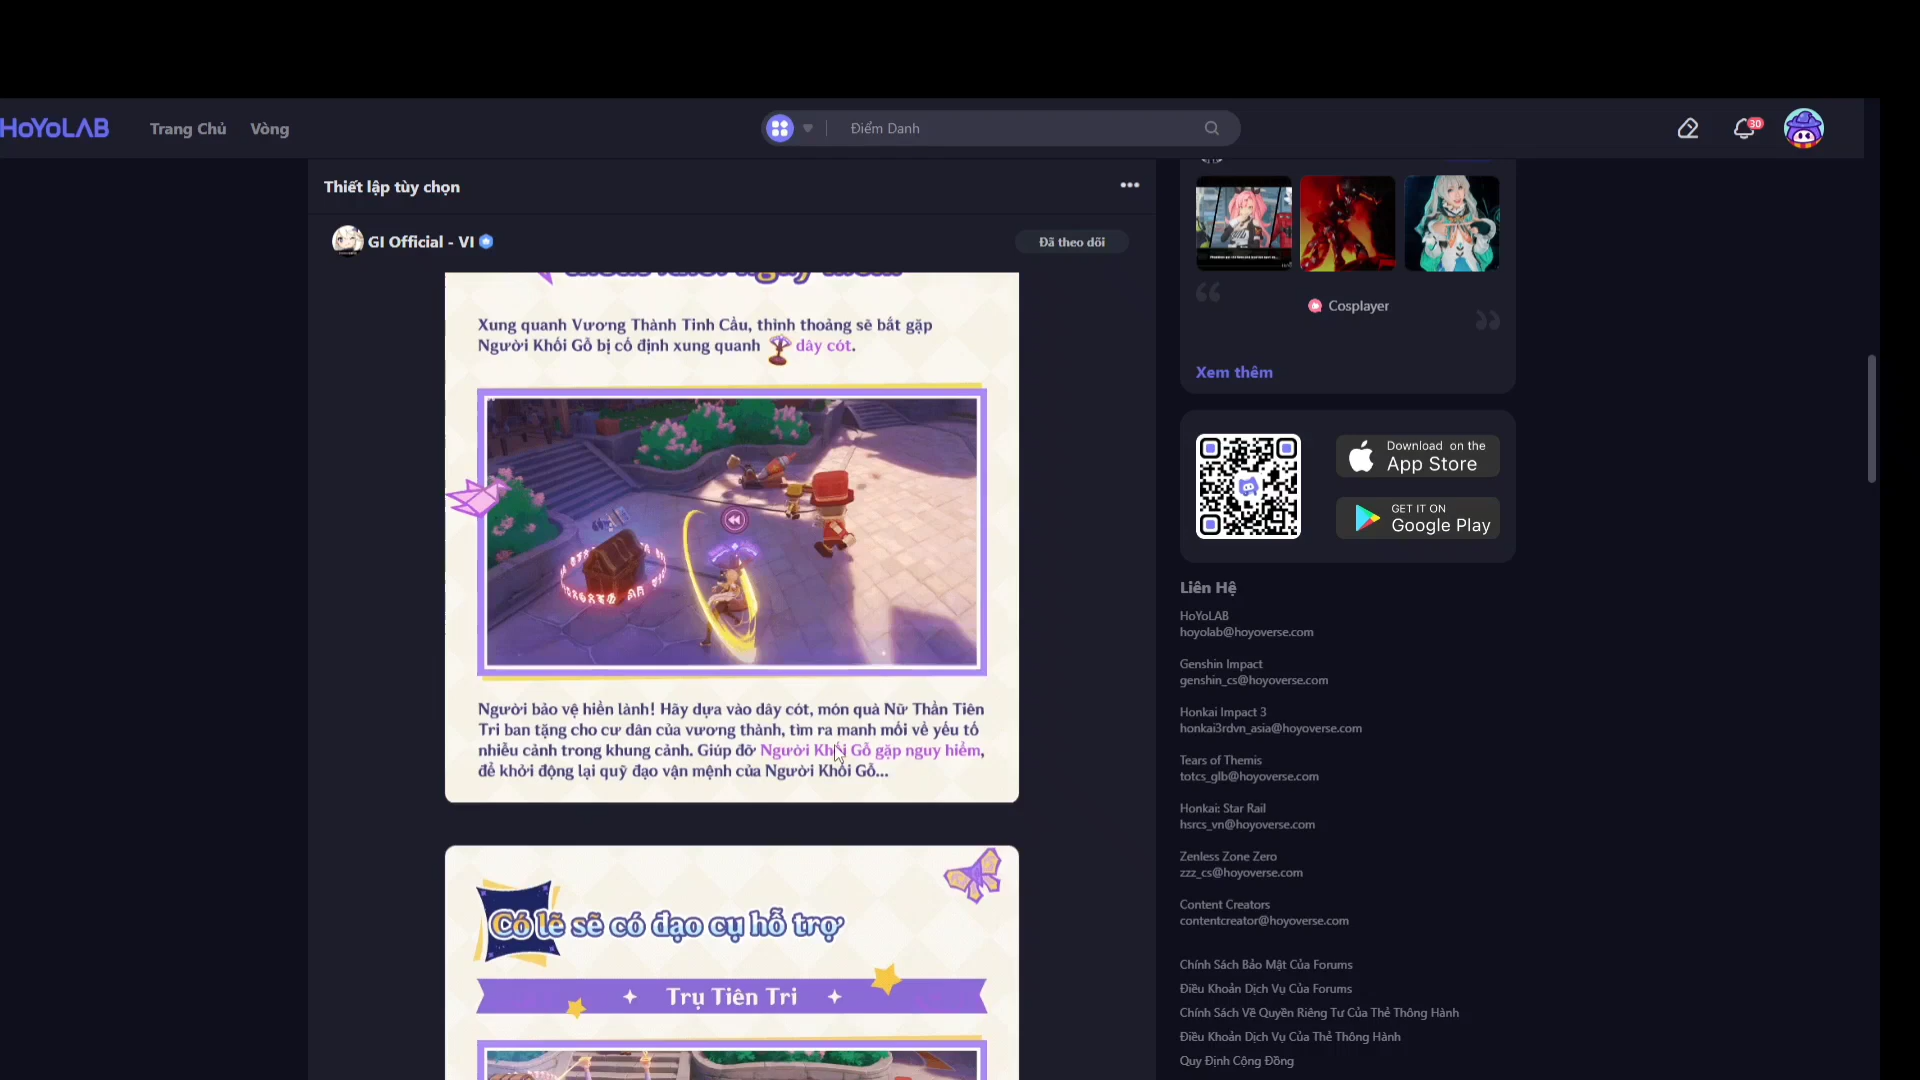 HoYoLAB
Trang Chủ
Vòng
Điểm Danh
30
Thiết lập tùy chọn
GI Official - VI
Đã theo dõi
Xung quanh Vương Thành Tinh Cầu, thỉnh thoảng sẽ bắt gặp
Người Khối Gỗ bị cố định xung quanh dây cót.
Người bảo vệ hiền lành! Hãy dựa vào dây cót, món quà Nữ Thần Tiên
Tri ban tặng cho cư dân của vương thành, tìm ra manh mối về yếu tố
nhiễu cảnh trong khung cảnh. Giúp đỡ Người Khối Gỗ gặp nguy hiểm,
để khởi động lại quỹ đạo vận mệnh của Người Khối Gỗ...
Có lẽ sẽ có đạo cụ hỗ trợ
Trụ Tiên Tri
Cosplayer
Xem thêm
Download on the
App Store
GET IT ON
Google Play
Liên Hệ
HoYoLAB
hoyolab@hoyoverse.com
Genshin Impact
genshin_cs@hoyoverse.com
Honkai Impact 3
honkai3rdvn_asia@hoyoverse.com
Tears of Themis
totcs_glb@hoyoverse.com
Honkai: Star Rail
hsrcs_vn@hoyoverse.com
Zenless Zone Zero
zzz_cs@hoyoverse.com
Content Creators
contentcreator@hoyoverse.com
Chính Sách Bảo Mật Của Forums
Điều Khoản Dịch Vụ Của Forums
Chính Sách Về Quyền Riêng Tư Của Thẻ Thông Hành
Điều Khoản Dịch Vụ Của Thẻ Thông Hành
Quy Định Cộng Đồng